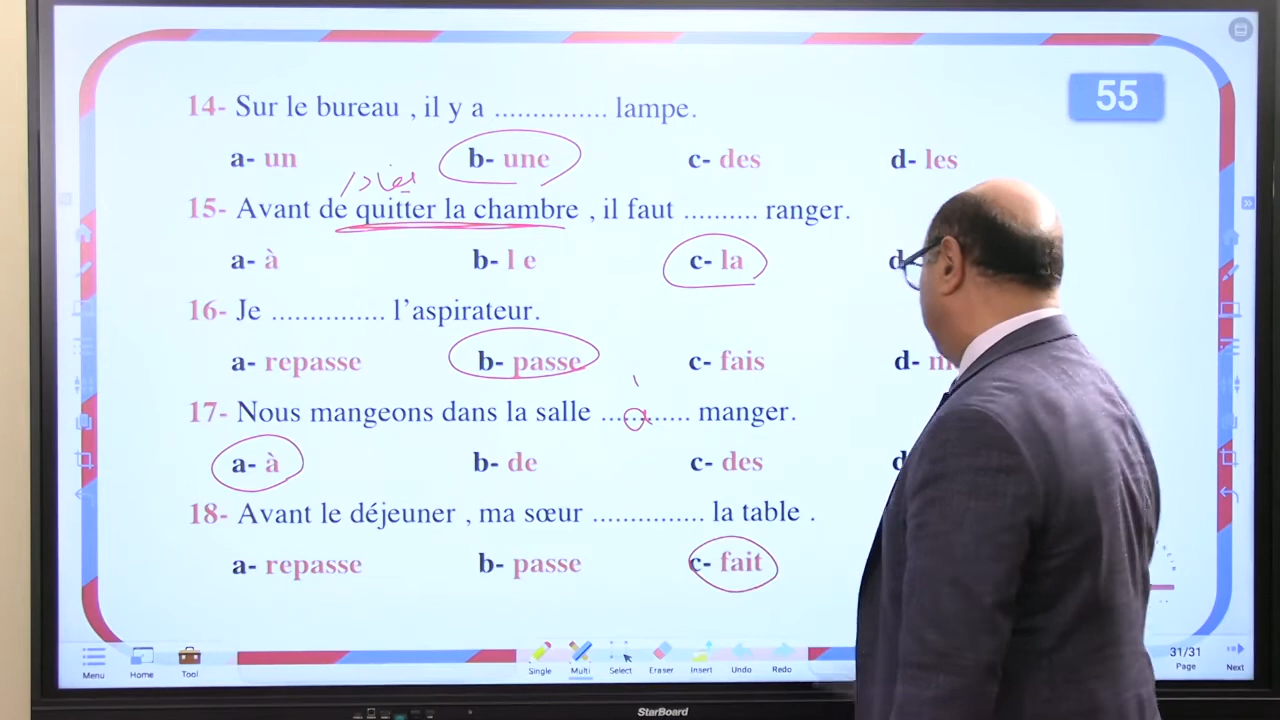 55
14- Sur le bureau , il y a ............... lampe.
a- un b- une c- des d- les
يغادر
15- Avant de quitter la chambre , il faut .......... ranger.
a- à b- l e c- la
16- Je ............... l’aspirateur.
a- repasse b- passe c- fais
17- Nous mangeons dans la salle ............ manger.
a- à b- de c- des
18- Avant le déjeuner , ma sœur ............... la table .
a- repasse b- passe c- fait
Menu Home Tool Single Multi Select Eraser Insert Undo Redo 31/31 Page Next
StarBoard